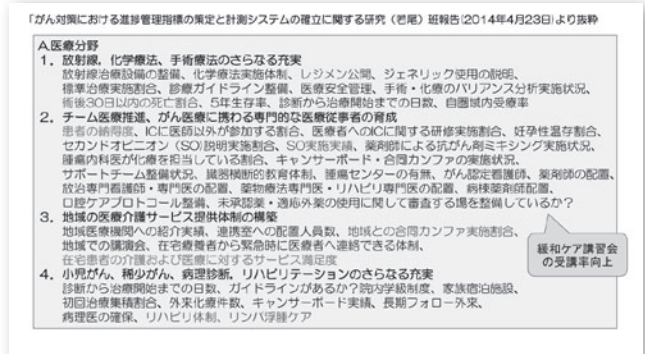 「がん対策における進捗管理指標の策定と計測システムの確立に関する研究(若尾)班報告(2014年4月23日)より抜粋
A.医療分野
1．放射線、化学療法、手術療法のさらなる充実
放射線治療設備の整備、化学療法実施体制、レジメン公開、ジェネリック使用の説明、
標準治療実施割合、診療ガイドライン整備、医療安全管理、手術・化療のバリアンス分析実施状況、
術後30日以内の死亡割合、5年生存率、診断から治療開始までの日数、自圏域内受療率
2．チーム医療推進、がん医療に携わる専門的な医療従事者の育成
患者の納得度、ICに医師以外が参加する割合、医療者へのICに関する研修実施割合、妊孕性温存割合、
セカンドオピニオン（SO)説明実施割合、SO実施実績、薬剤師による抗がん剤ミキシング実施状況、
腫瘍内科医が化療を担当している割合、キャンサーボード・合同カンファの実施状況、
サポートチーム整備状況、臓器横断的教育体制、腫瘍センターの有無、がん認定看護師、薬剤師の配置、
放治専門看護師・専門医の配置、薬物療法専門医・リハビリ専門医の配置、病棟薬剤師配置、
口腔ケアプロトコール整備、未承認薬・適応外薬の使用に関して審査する場を整備しているか？
3．地域の医療介護サービス提供体制の構築
地域医療機関への紹介実績、連携室への配置人員数、地域との合同カンファ実施割合、
地域での講演会、在宅療養者から緊急時に医療者へ連絡できる体制、
在宅患者の介護および医療に対するサービス満足度
緩和ケア講習会
の受講率向上
4．小児がん、稀少がん、病理診断、リハビリテーションのさらなる充実
診断から治療開始までの日数、ガイドラインがあるか？院内学級制度、家族宿泊施設、
初回治療集積割合、外来化療件数、キャンサーボード実績、長期フォロー外来、
病理医の確保、リハビリ体制、リンパ浮腫ケア